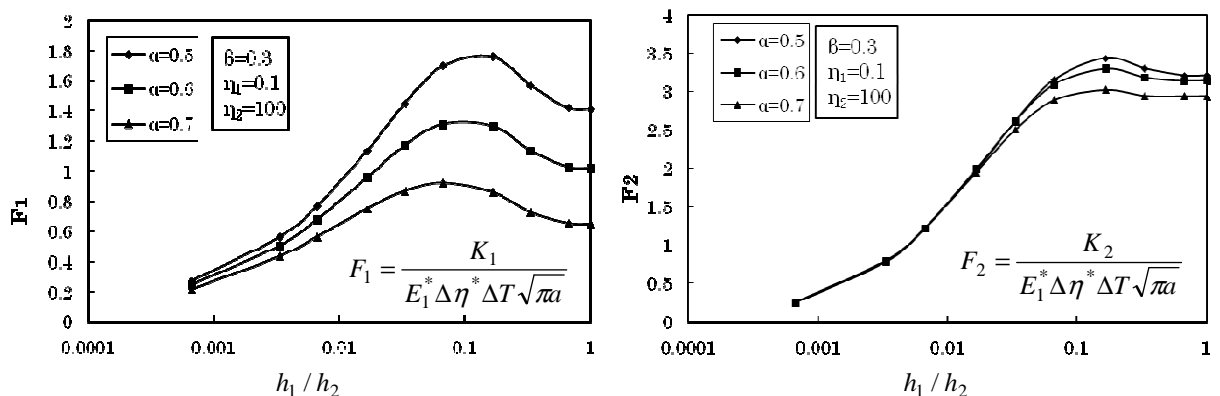 2
1.8
1.6
1.4
1.2
1
0.8
0.6
0.4
0.2
0
F1
α=0.5
α=0.6
α=0.7
β=0.3
η1=0.1
η2=100
F₁ = K₁ / (E₁* Δη* ΔT √πa)
0.0001 0.001 0.01 0.1 1
h₁ / h₂
4
3.5
3
2.5
2
1.5
1
0.5
0
F2
α=0.5
α=0.6
α=0.7
β=0.3
η₁=0.1
η₂=100
F₂ = K₂ / (E₁* Δη* ΔT √πa)
0.0001 0.001 0.01 0.1 1
h₁ / h₂